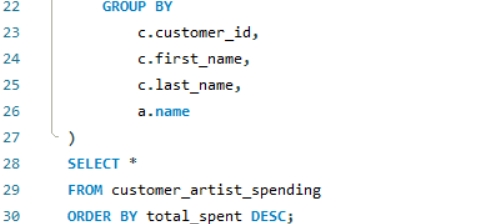 22 GROUP BY
23 c.customer_id,
24 c.first_name,
25 c.last_name,
26 a.name
27 )
28 SELECT *
29 FROM customer_artist_spending
30 ORDER BY total_spent DESC;